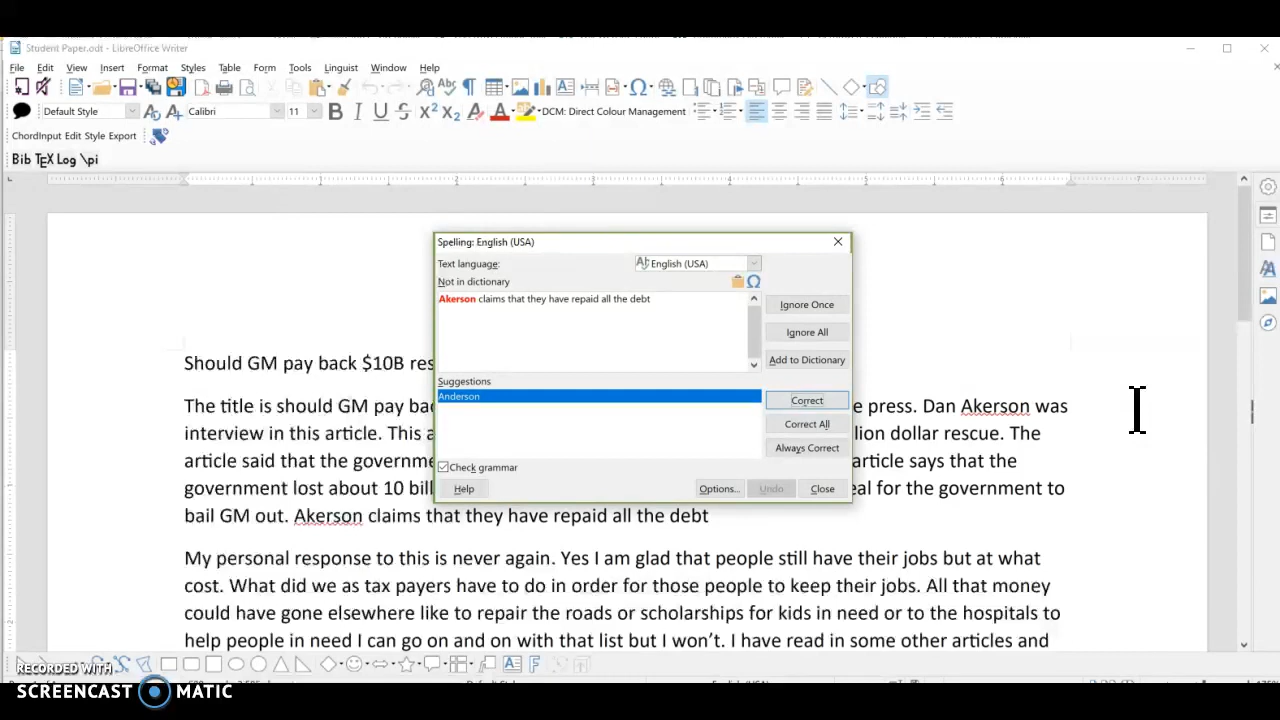 Student Paper.odt - LibreOffice Writer
File Edit View Insert Format Styles Table Form Tools Linguist Window Help
Default Style Calibri 11 DCM: Direct Colour Management
ChordInput Edit Style Export
Bib TEX Log \pi
1 2 3 4 5 6 7
Spelling: English (USA)
Text language: English (USA)
Not in dictionary
Akerson claims that they have repaid all the debt
Ignore Once
Ignore All
Add to Dictionary
Suggestions
Anderson
Correct
Correct All
Always Correct
Check grammar
Help Options... Undo Close
Should GM pay back $10B
The title is should GM pay press. Dan Akerson was
interview in this article. This dollar rescue. The
article said that the article says that the
government lost about 10 for the government to
bail GM out. Akerson claims that they have repaid all the debt
My personal response to this is never again. Yes I am glad that people still have their jobs but at what
cost. What did we as tax payers have to do in order for those people to keep their jobs. All that money
could have gone elsewhere like to repair the roads or scholarships for kids in need or to the hospitals to
help people in need I can go on and on with that list but I won't. I have read in some other articles and
RECORDED WITH
SCREENCAST MATIC